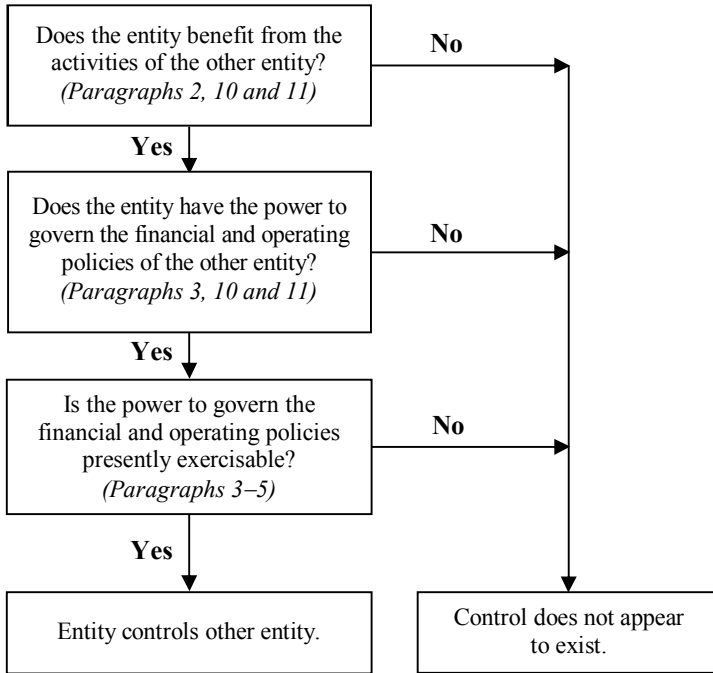 Does the entity benefit from the
activities of the other entity?
(Paragraphs 2, 10 and 11)
No
Yes
Does the entity have the power to
govern the financial and operating
policies of the other entity?
(Paragraphs 3, 10 and 11)
No
Yes
Is the power to govern the
financial and operating policies
presently exercisable?
(Paragraphs 3–5)
No
Yes
Entity controls other entity.
Control does not appear
to exist.